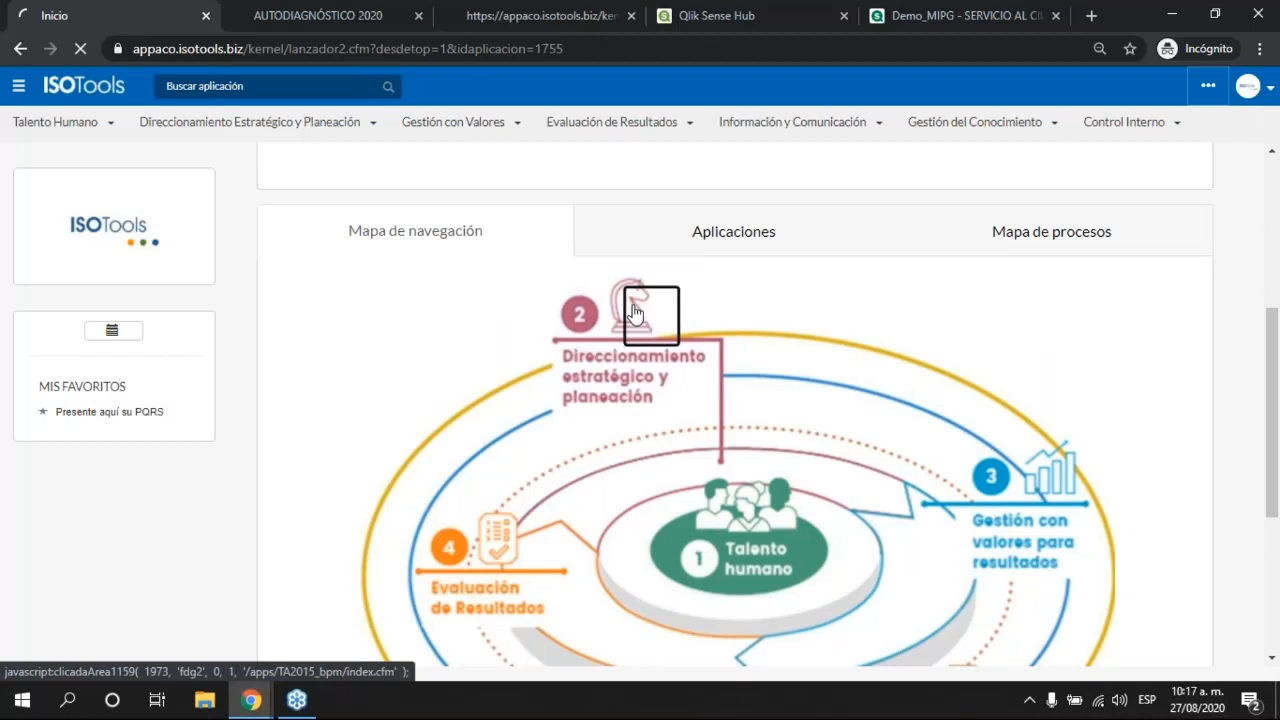 Inicio
AUTODIAGNÓSTICO 2020
https://appaco.isotools.biz/ker
Qlik Sense Hub
Demo_MIPG - SERVICIO AL CI
appaco.isotools.biz/kernel/lanzador2.cfm?desdetop=1&idaplicacion=1755
Incógnito
ISOTools
Buscar aplicación
Talento Humano
Direccionamiento Estratégico y Planeación
Gestión con Valores
Evaluación de Resultados
Información y Comunicación
Gestión del Conocimiento
Control Interno
ISOTools
MIS FAVORITOS
Presente aquí su PQRS
Mapa de navegación
Aplicaciones
Mapa de procesos
2
Direccionamiento
estratégico y
planeación
3
Gestión con
valores para
resultados
1
Talento
humano
4
Evaluación
de Resultados
javascript:clicadaArea1159( 1973, 'fdg2', 0, 1, '/apps/TA2015_bpm/index.cfm' );
ESP
10:17 a. m.
27/08/2020
2